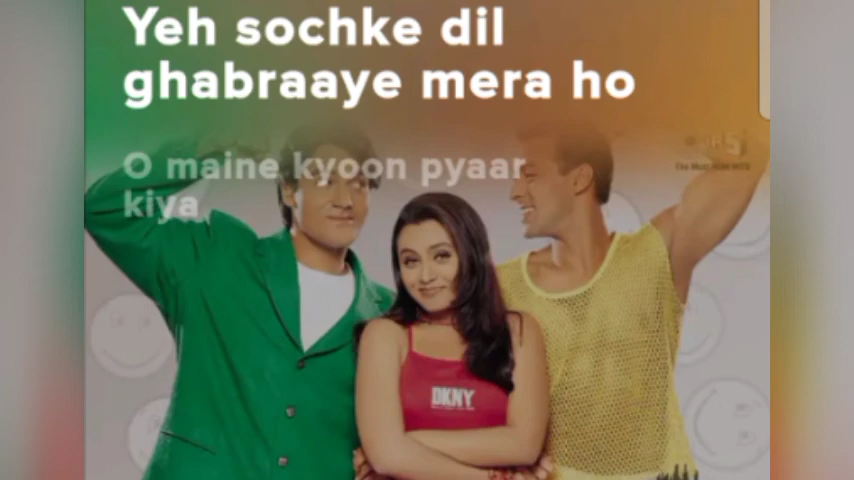 Yeh sochke dil
ghabraaye mera ho
O maine kyoon pyaar
kiya
DKNY